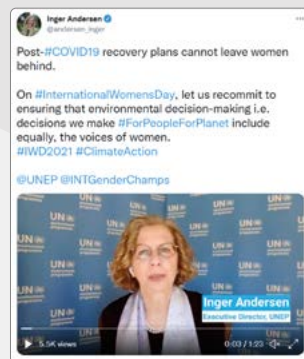 Inger Andersen
@andersen_inger
Post-#COVID19 recovery plans cannot leave women
behind.
On #InternationalWomensDay, let us recommit to
ensuring that environmental decision-making i.e.
decisions we make #ForPeopleForPlanet include
equally, the voices of women.
#IWD2021 #ClimateAction
@UNEP @INTGenderChamps
Inger Andersen
Executive Director, UNEP
5.5K views
0:03 / 1:23